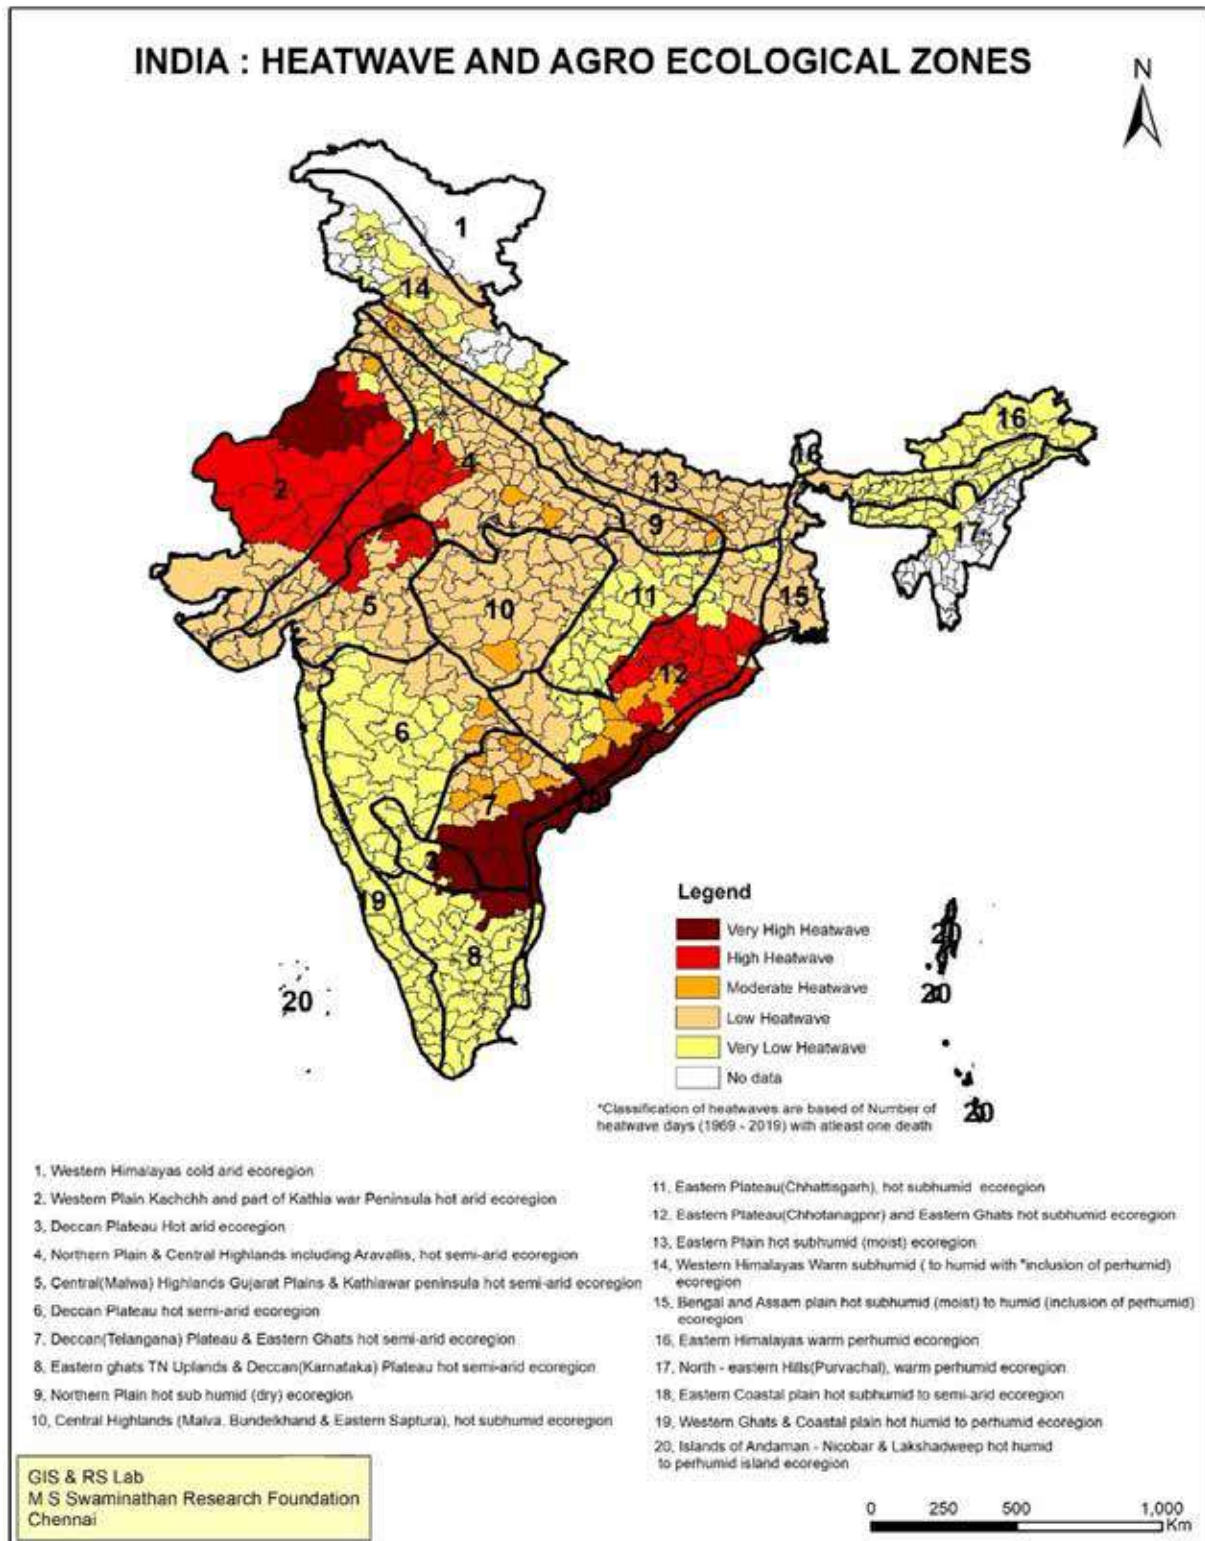 INDIA : HEATWAVE AND AGRO ECOLOGICAL ZONES
N
1
14
16
16
2
4
13
9
17
5
10
11
15
12
6
7
3
19
8
20
20
20
20
Legend
Very High Heatwave
High Heatwave
Moderate Heatwave
Low Heatwave
Very Low Heatwave
No data
*Classification of heatwaves are based of Number of
heatwave days (1969 - 2019) with atleast one death
1, Western Himalayas cold arid ecoregion
2, Western Plain Kachchh and part of Kathia war Peninsula hot arid ecoregion
3, Deccan Plateau Hot arid ecoregion
4, Northern Plain & Central Highlands including Aravallis, hot semi-arid ecoregion
5, Central(Malwa) Highlands Gujarat Plains & Kathiawar peninsula hot semi-arid ecoregion
6, Deccan Plateau hot semi-arid ecoregion
7, Deccan(Telangana) Plateau & Eastern Ghats hot semi-arid ecoregion
8, Eastern ghats TN Uplands & Deccan(Karnataka) Plateau hot semi-arid ecoregion
9, Northern Plain hot sub humid (dry) ecoregion
10, Central Highlands (Malva, Bundelkhand & Eastern Saptura), hot subhumid ecoregion
11, Eastern Plateau(Chhattisgarh), hot subhumid ecoregion
12, Eastern Plateau(Chhotanagpnr) and Eastern Ghats hot subhumid ecoregion
13, Eastern Plain hot subhumid (moist) ecoregion
14, Western Himalayas Warm subhumid ( to humid with "inclusion of perhumid)
ecoregion
15, Bengal and Assam plain hot subhumid (moist) to humid (inclusion of perhumid)
ecoregion
16, Eastern Himalayas warm perhumid ecoregion
17, North - eastern Hills(Purvachal), warm perhumid ecoregion
18, Eastern Coastal plain hot subhumid to semi-arid ecoregion
19, Western Ghats & Coastal plain hot humid to perhumid ecoregion
20, Islands of Andaman - Nicobar & Lakshadweep hot humid
to perhumid island ecoregion
GIS & RS Lab
M S Swaminathan Research Foundation
Chennai
0 250 500 1,000
Km